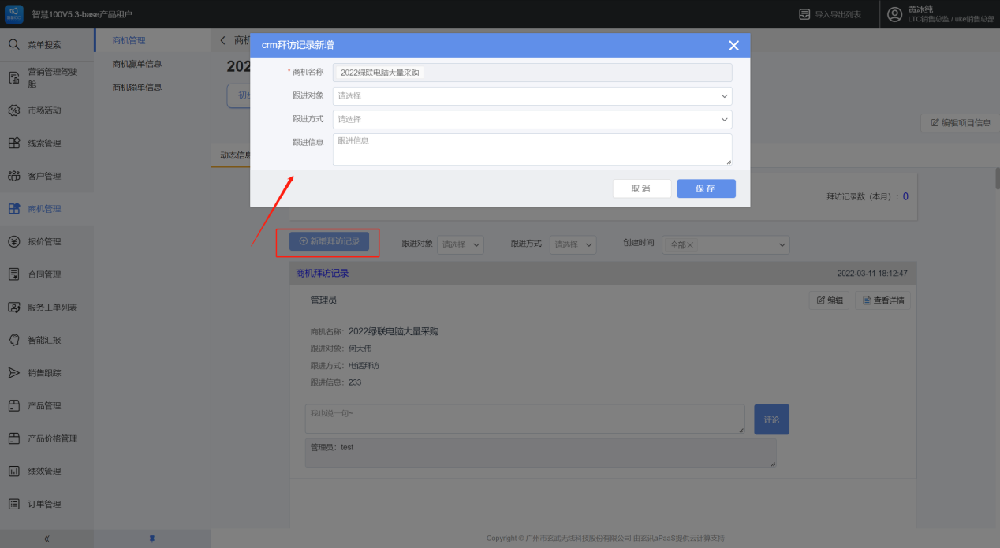 智慧100V5.3-base产品租户
导入导出列表
黄冰纯
LTC销售总监 / uke销售总部
菜单搜索
营销管理驾驶
舱
市场活动
线索管理
客户管理
商机管理
报价管理
合同管理
服务工单列表
智能汇报
销售跟踪
产品管理
产品价格管理
绩效管理
订单管理
商机管理
商机赢单信息
商机输单信息
商机
202
初步
编辑项目信息
动态信息
crm拜访记录新增
* 商机名称 2022绿联电脑大量采购
跟进对象 请选择
跟进方式 请选择
跟进信息 跟进信息
取 消 保 存
拜访记录数（本月）: 0
新增拜访记录 跟进对象 请选择 跟进方式 请选择 创建时间 全部
商机拜访记录 2022-03-11 18:12:47
管理员 编辑 查看详情
商机名称: 2022绿联电脑大量采购
跟进对象: 何大伟
跟进方式: 电话拜访
跟进信息: 233
我也说一句~ 评论
管理员: test
Copyright © 广州市玄武无线科技股份有限公司 由玄讯aPaaS提供云计算支持